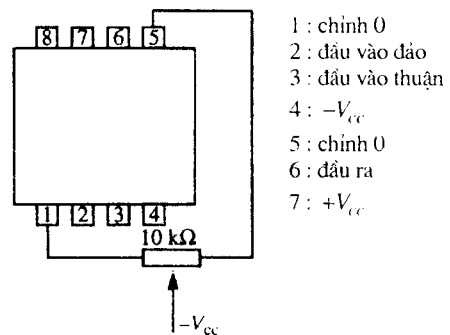 8 7 6 5
1 2 3 4
10 kΩ
−Vcc
1 : chỉnh 0
2 : đầu vào đảo
3 : đầu vào thuận
4 : −Vcc
5 : chỉnh 0
6 : đầu ra
7 : +Vcc